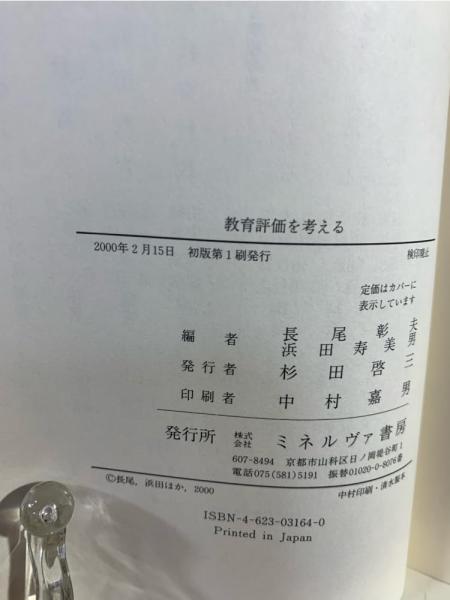 教育評価を考える
2000年2月15日 初版第1刷発行 検印廃止
定価はカバーに
表示しています
編者 長尾彰夫
浜田寿美男
発行者 杉田啓三
印刷者 中村嘉男
発行所 株式会社 ミネルヴァ書房
607-8494 京都市山科区日ノ岡堤谷町1
電話075(581)5191 振替01020-0-8076番
©長尾, 浜田ほか, 2000 中村印刷・清水製本
ISBN-4-623-03164-0
Printed in Japan